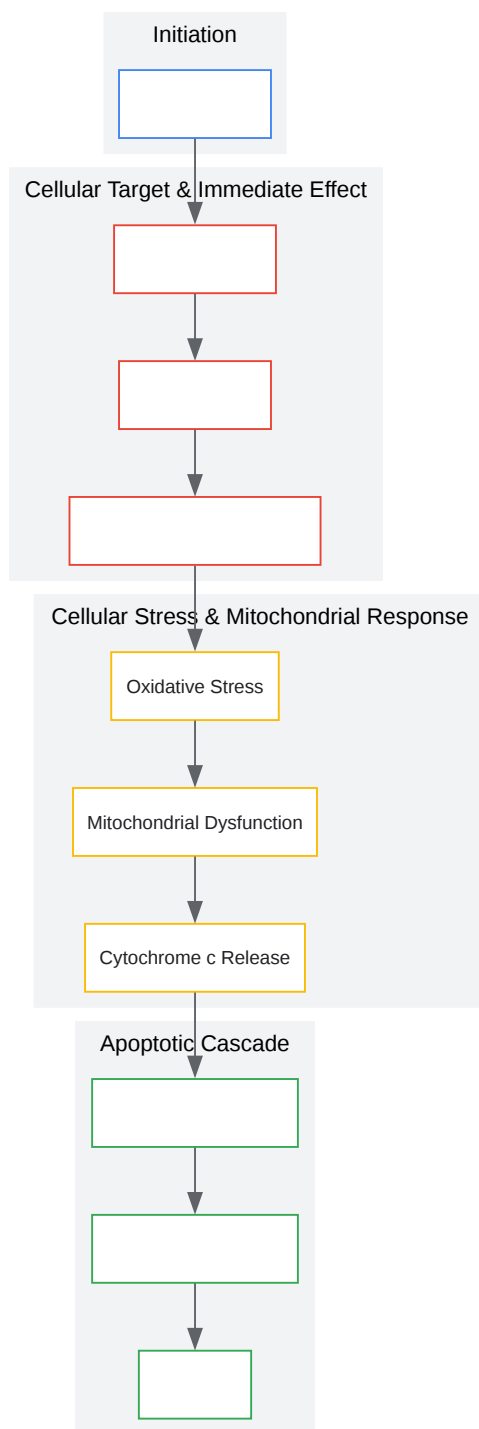 Initiation
Cellular Target & Immediate Effect
Cellular Stress & Mitochondrial Response
Oxidative Stress
Mitochondrial Dysfunction
Cytochrome c Release
Apoptotic Cascade